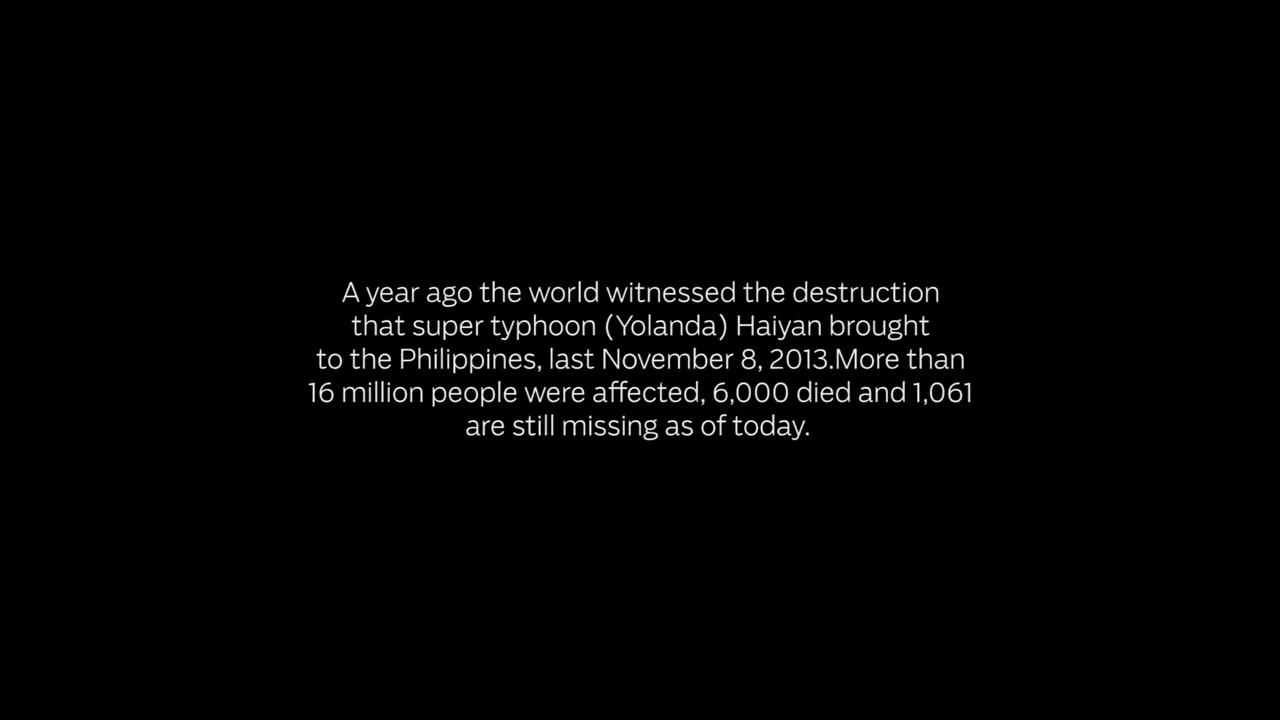 A year ago the world witnessed the destruction
that super typhoon (Yolanda) Haiyan brought
to the Philippines, last November 8, 2013.More than
16 million people were affected, 6,000 died and 1,061
are still missing as of today.